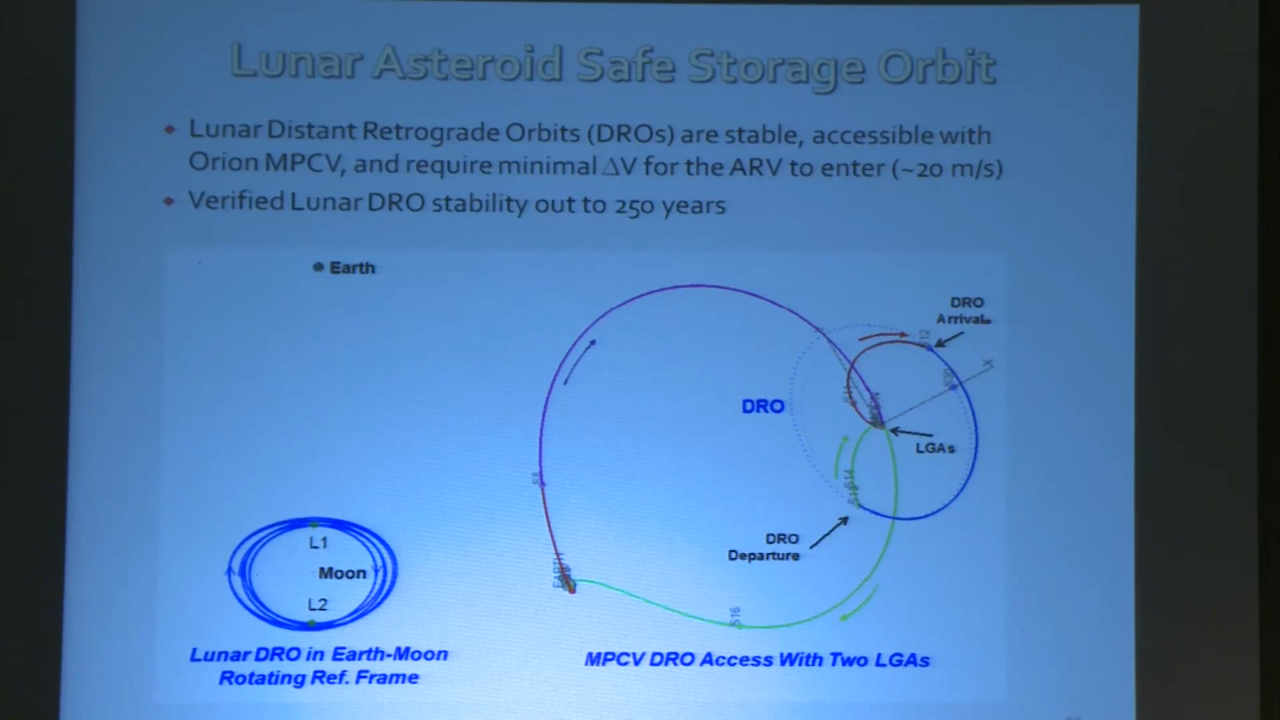 Lunar Asteroid Safe Storage Orbit
• Lunar Distant Retrograde Orbits (DROs) are stable, accessible with
Orion MPCV, and require minimal ΔV for the ARV to enter (~20 m/s)
• Verified Lunar DRO stability out to 250 years
Earth
DRO
Arrival
X
DRO
LGAs
DRO
Departure
S16
L1
Moon
L2
Lunar DRO in Earth-Moon
Rotating Ref. Frame
MPCV DRO Access With Two LGAs